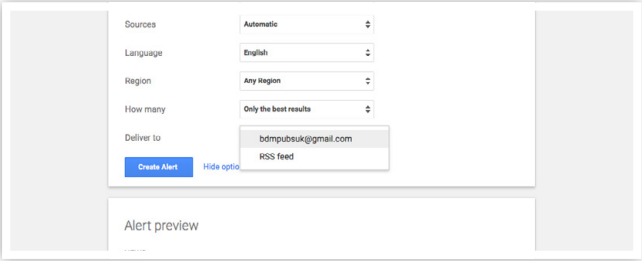 Sources Automatic
Language English
Region Any Region
How many Only the best results
Deliver to
bdmpubsuk@gmail.com
RSS feed
Create Alert Hide optio
Alert preview